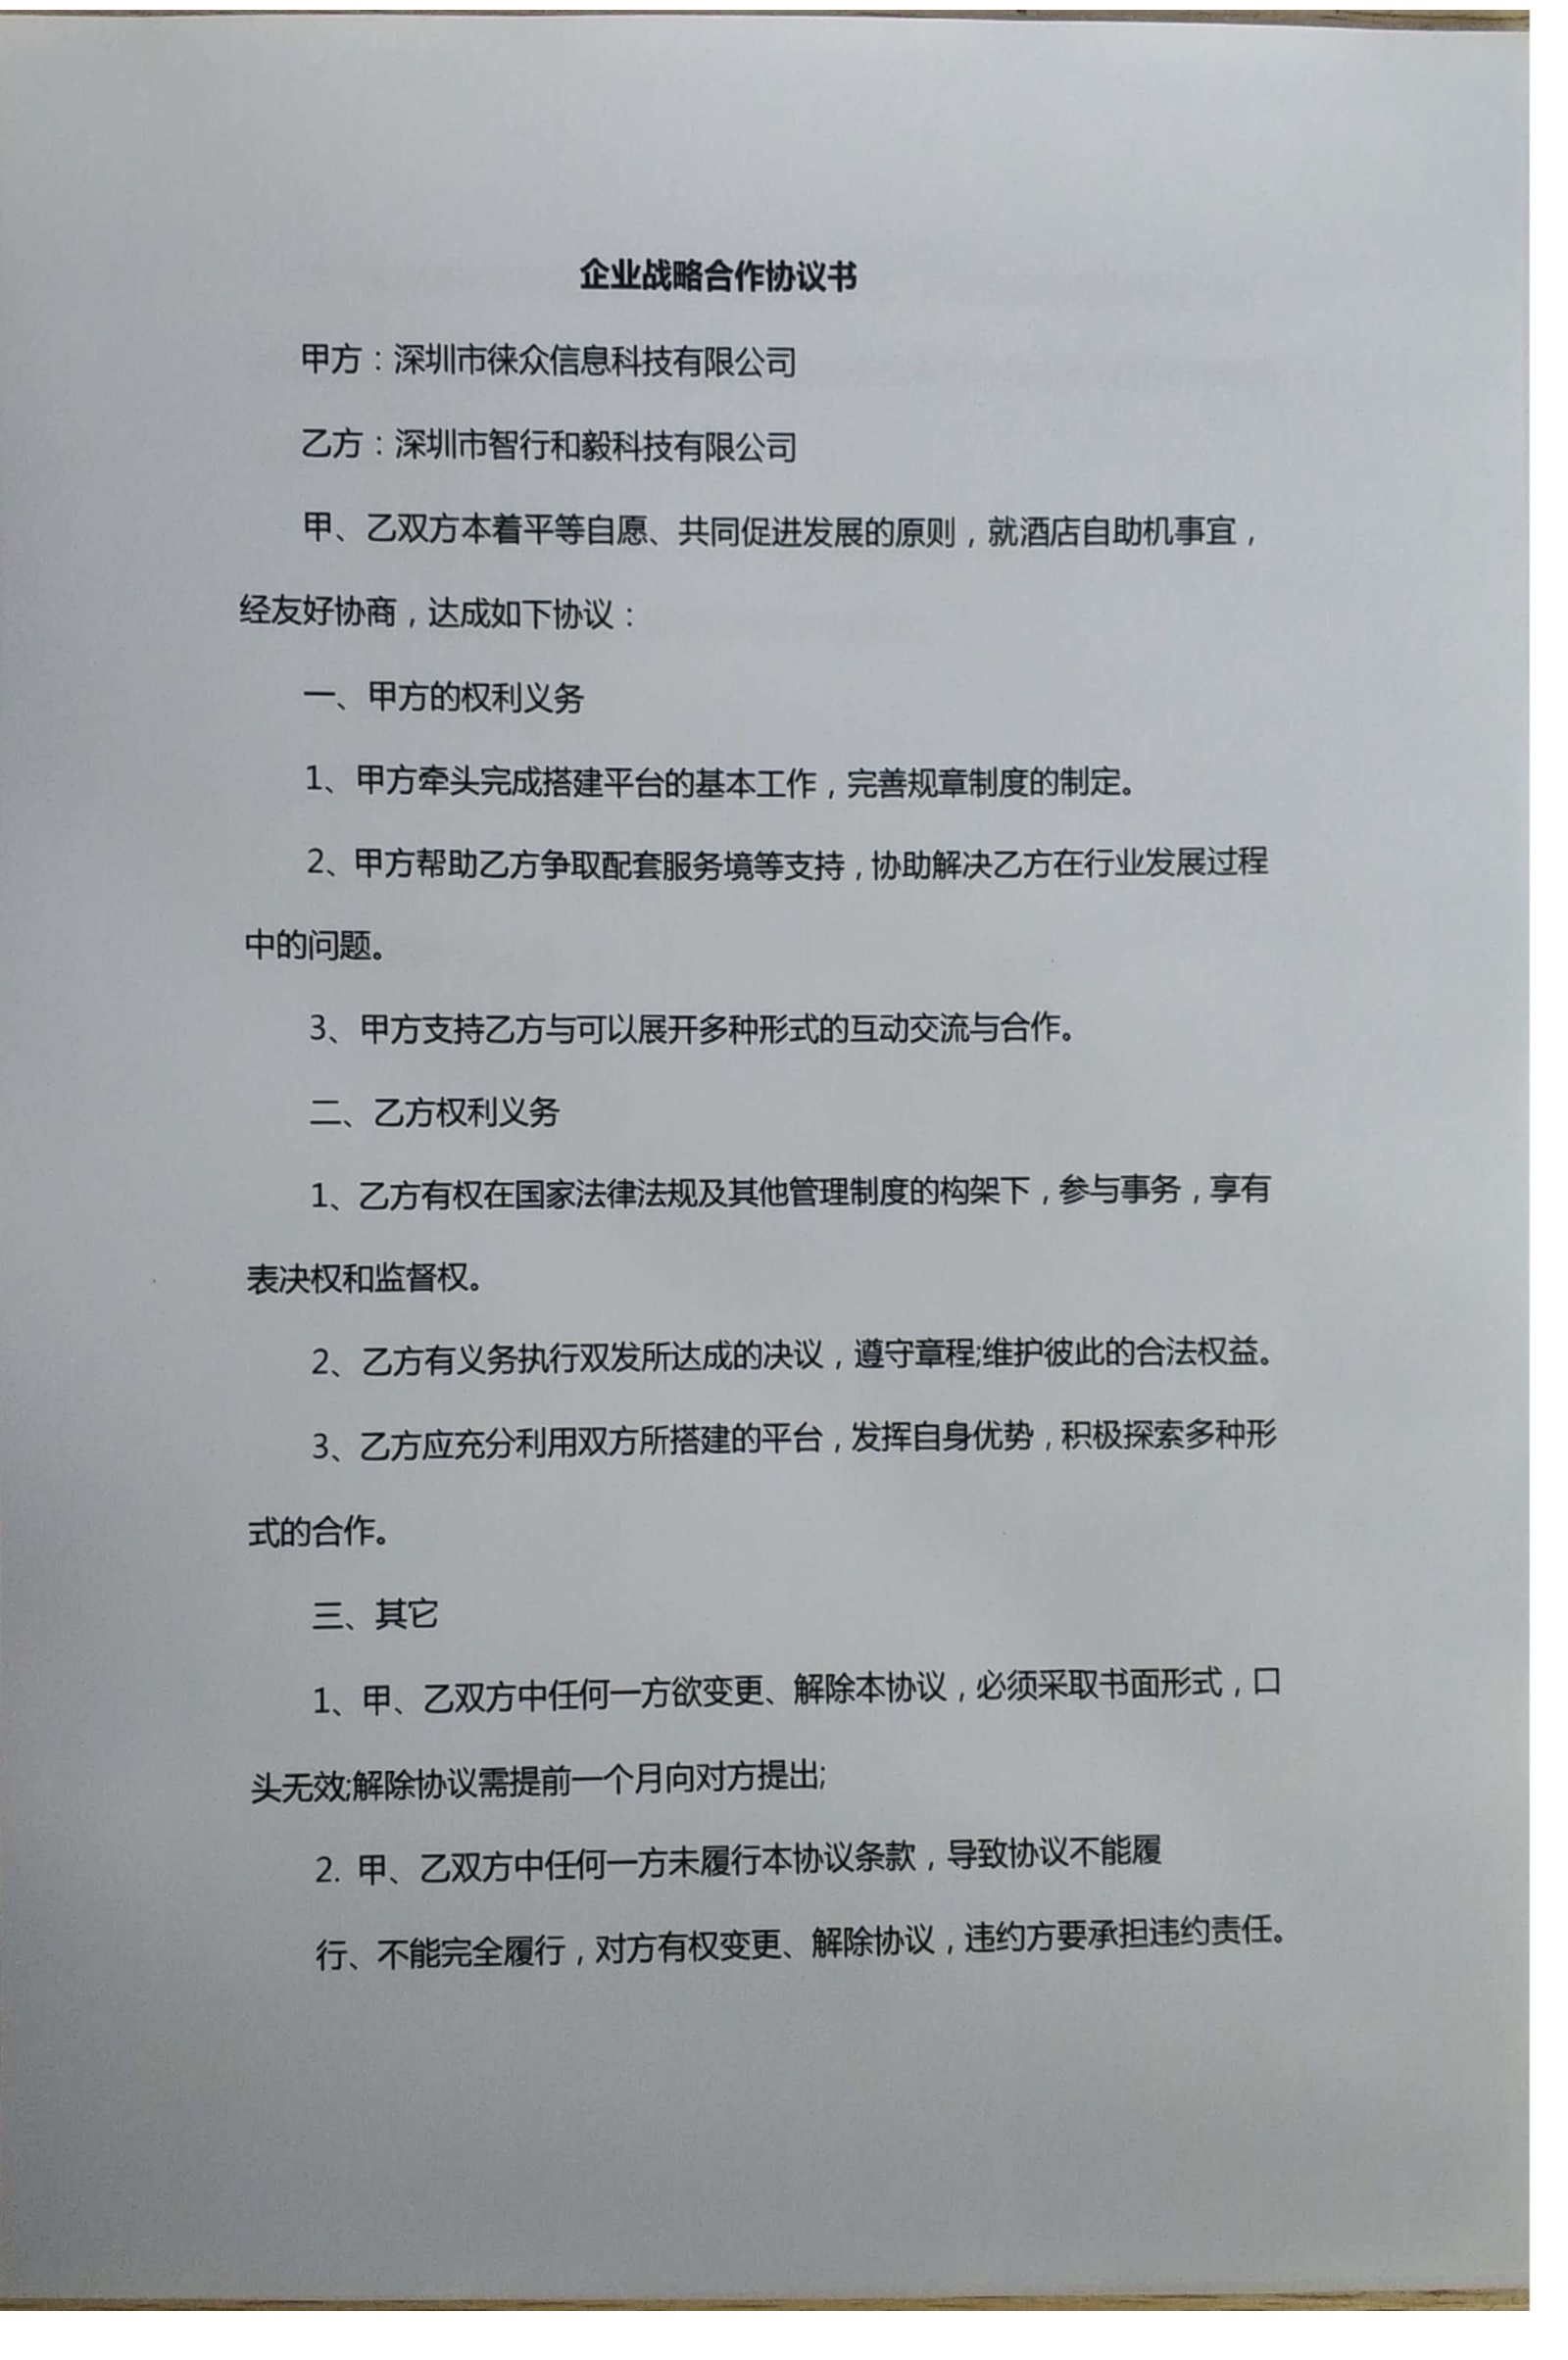 企业战略合作协议书
甲方：深圳市徕众信息科技有限公司
乙方：深圳市智行和毅科技有限公司
甲、乙双方本着平等自愿、共同促进发展的原则，就酒店自助机事宜，
经友好协商，达成如下协议：
一、甲方的权利义务
1、甲方牵头完成搭建平台的基本工作，完善规章制度的制定。
2、甲方帮助乙方争取配套服务境等支持，协助解决乙方在行业发展过程
中的问题。
3、甲方支持乙方与可以展开多种形式的互动交流与合作。
二、乙方权利义务
1、乙方有权在国家法律法规及其他管理制度的构架下，参与事务，享有
表决权和监督权。
2、乙方有义务执行双发所达成的决议，遵守章程;维护彼此的合法权益。
3、乙方应充分利用双方所搭建的平台，发挥自身优势，积极探索多种形
式的合作。
三、其它
1、甲、乙双方中任何一方欲变更、解除本协议，必须采取书面形式，口
头无效;解除协议需提前一个月向对方提出;
2. 甲、乙双方中任何一方未履行本协议条款，导致协议不能履
行、不能完全履行，对方有权变更、解除协议，违约方要承担违约责任。